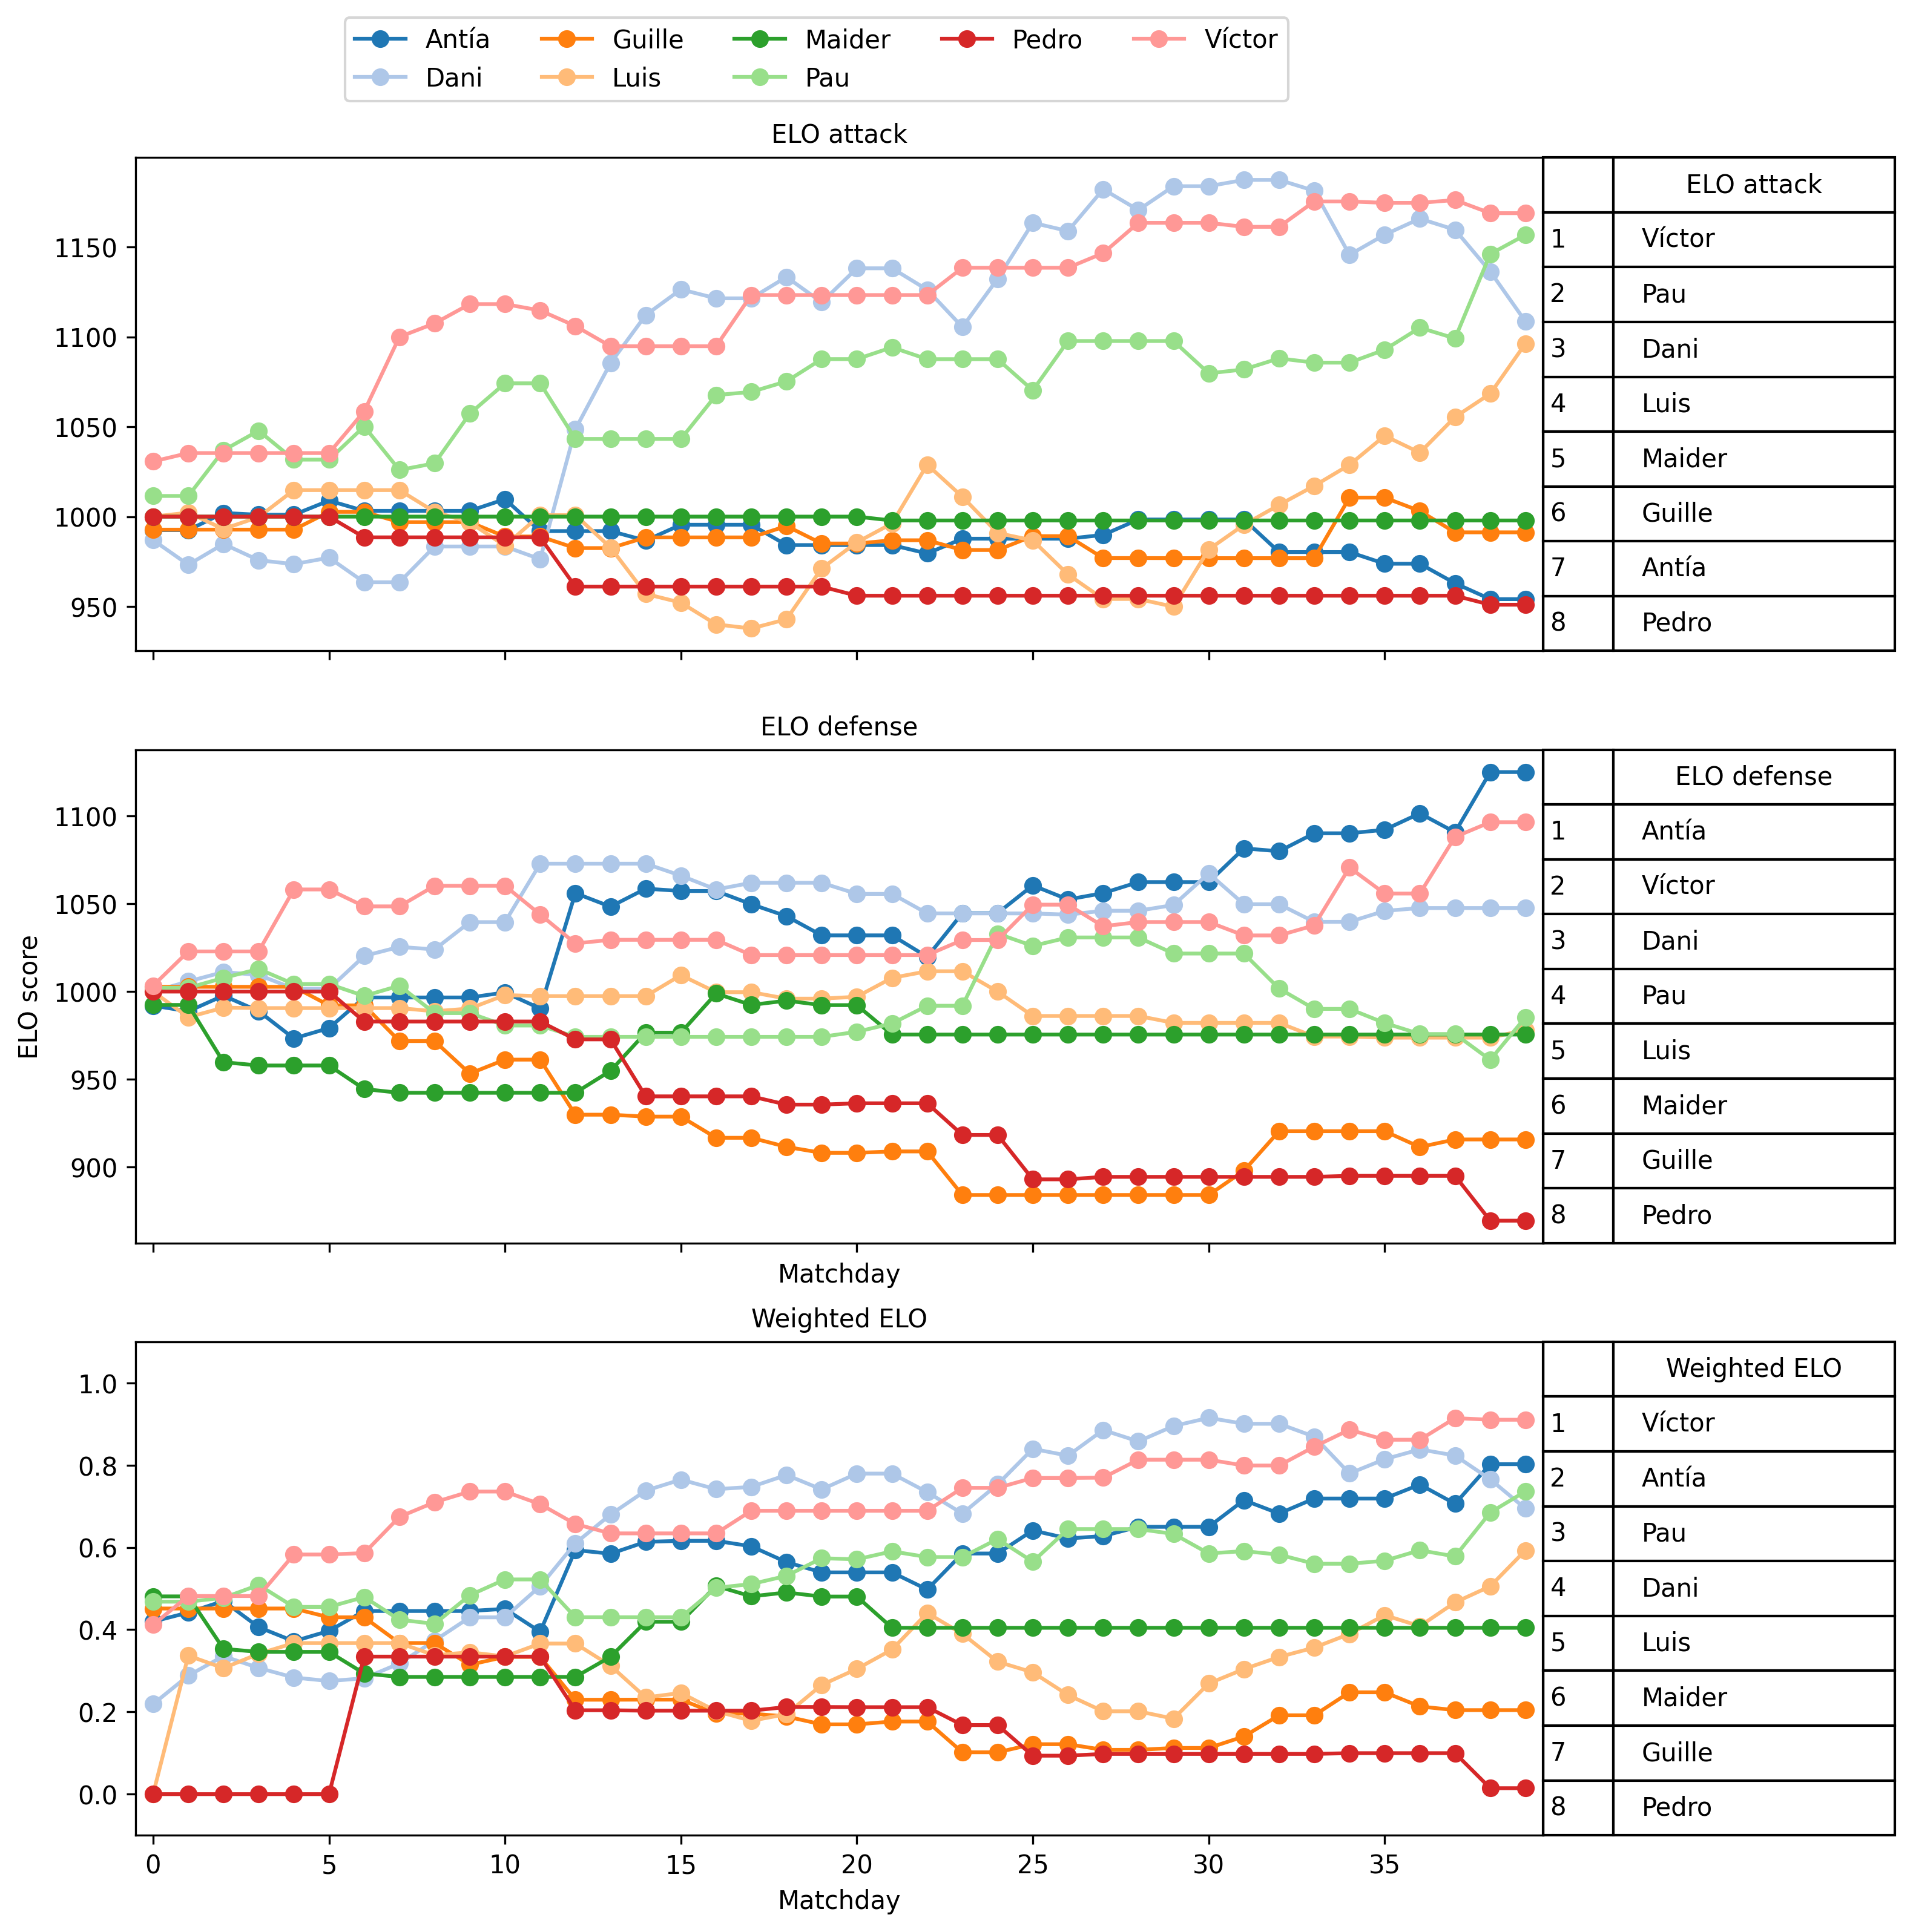 Antía Guille Maider Pedro Víctor
Dani Luis Pau
ELO attack
1150
1100
1050
1000
950
ELO attack
1 Víctor
2 Pau
3 Dani
4 Luis
5 Maider
6 Guille
7 Antía
8 Pedro
ELO defense
ELO score
1100
1050
1000
950
900
Matchday
ELO defense
1 Antía
2 Víctor
3 Dani
4 Pau
5 Luis
6 Maider
7 Guille
8 Pedro
Weighted ELO
1.0
0.8
0.6
0.4
0.2
0.0
0 5 10 15 20 25 30 35
Matchday
Weighted ELO
1 Víctor
2 Antía
3 Pau
4 Dani
5 Luis
6 Maider
7 Guille
8 Pedro